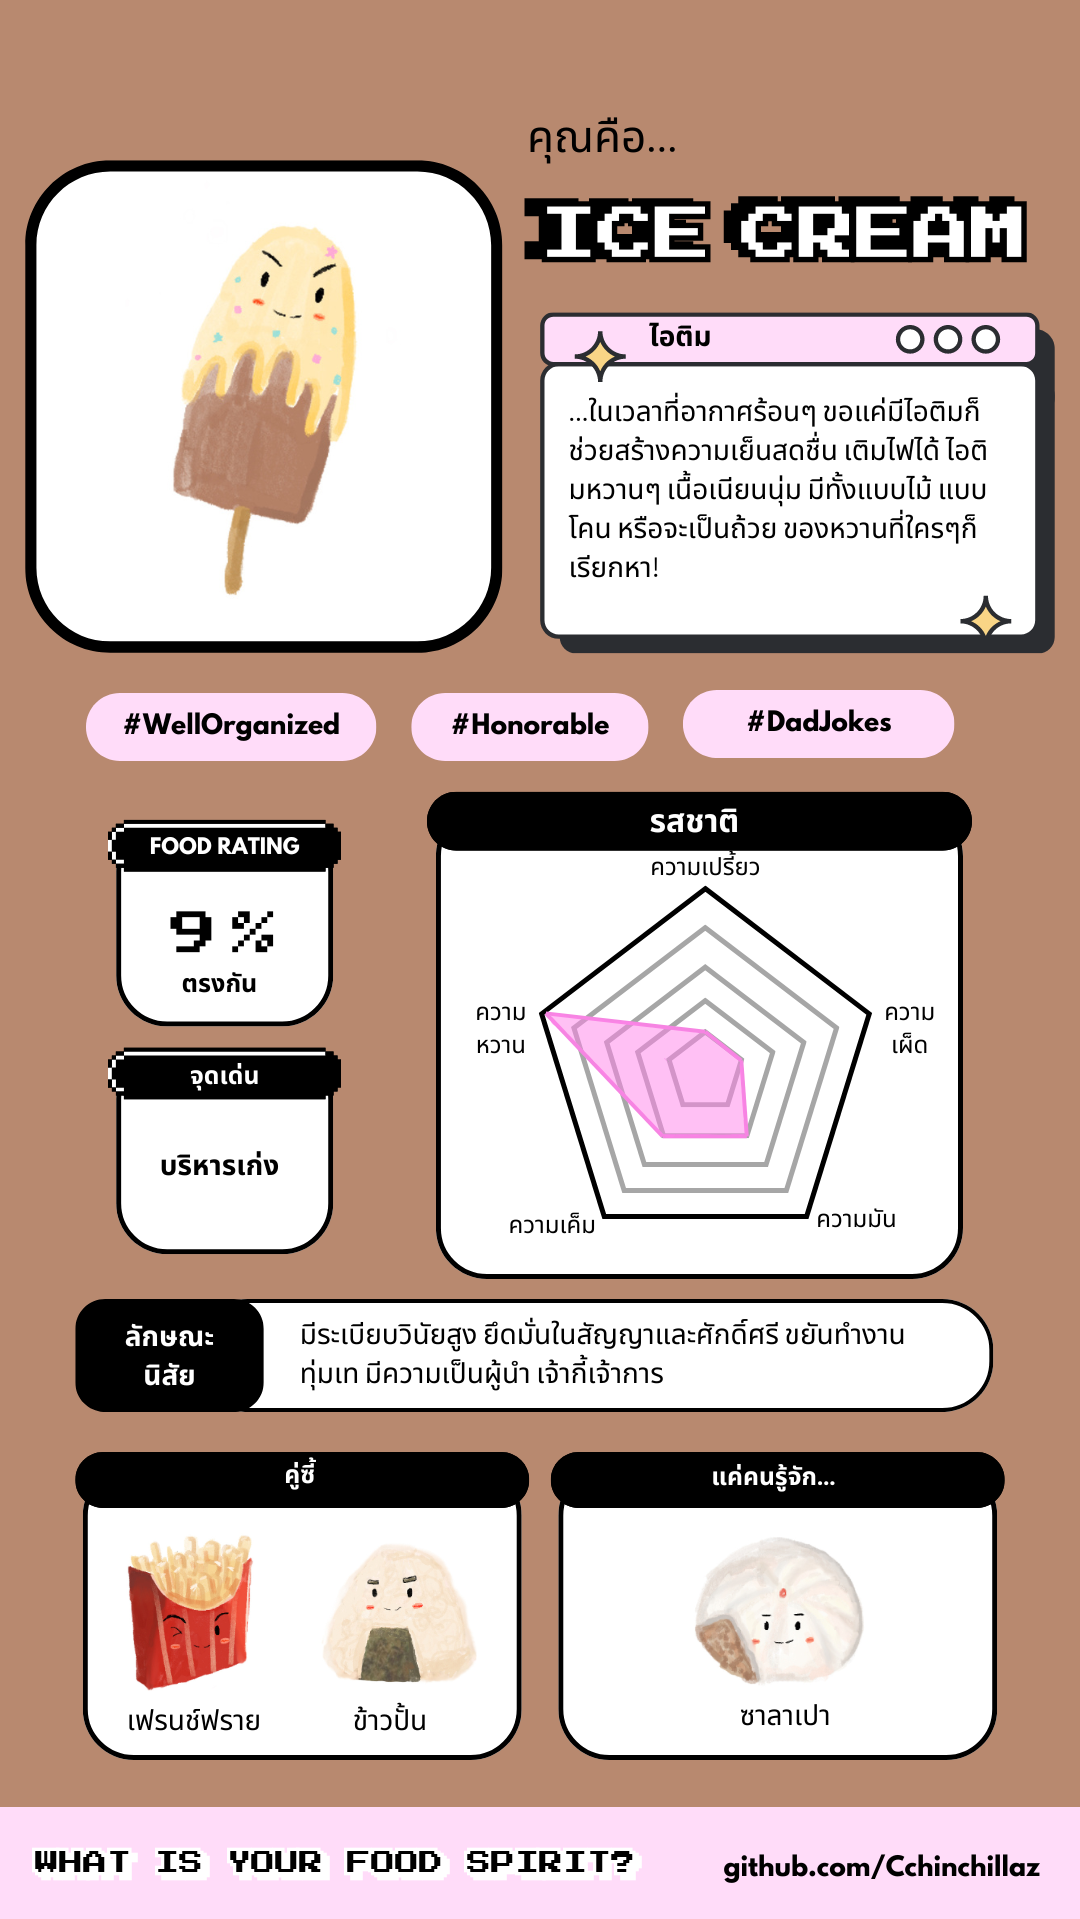 คุณคือ...
ICE CREAM
ไอติม
...ในเวลาที่อากาศร้อนๆ ขอแค่มีไอติมก็
ช่วยสร้างความเย็นสดชื่น เติมไฟได้ ไอติ
มหวานๆ เนื้อเนียนนุ่ม มีทั้งแบบไม้ แบบ
โคน หรือจะเป็นถ้วย ของหวานที่ใครๆก็
เรียกหา!
#WellOrganized
#Honorable
#DadJokes
FOOD RATING
9 %
ตรงกัน
จุดเด่น
บริหารเก่ง
รสชาติ
ความเปรี้ยว
ความ
หวาน
ความ
เผ็ด
ความเค็ม
ความมัน
ลักษณะ
นิสัย
มีระเบียบวินัยสูง ยึดมั่นในสัญญาและศักดิ์ศรี ขยันทำงาน
ทุ่มเท มีความเป็นผู้นำ เจ้ากี้เจ้าการ
คู่ซี้
เฟรนช์ฟราย
ข้าวปั้น
แค่คนรู้จัก...
ซาลาเปา
WHAT IS YOUR FOOD SPIRIT?
github.com/Cchinchillaz